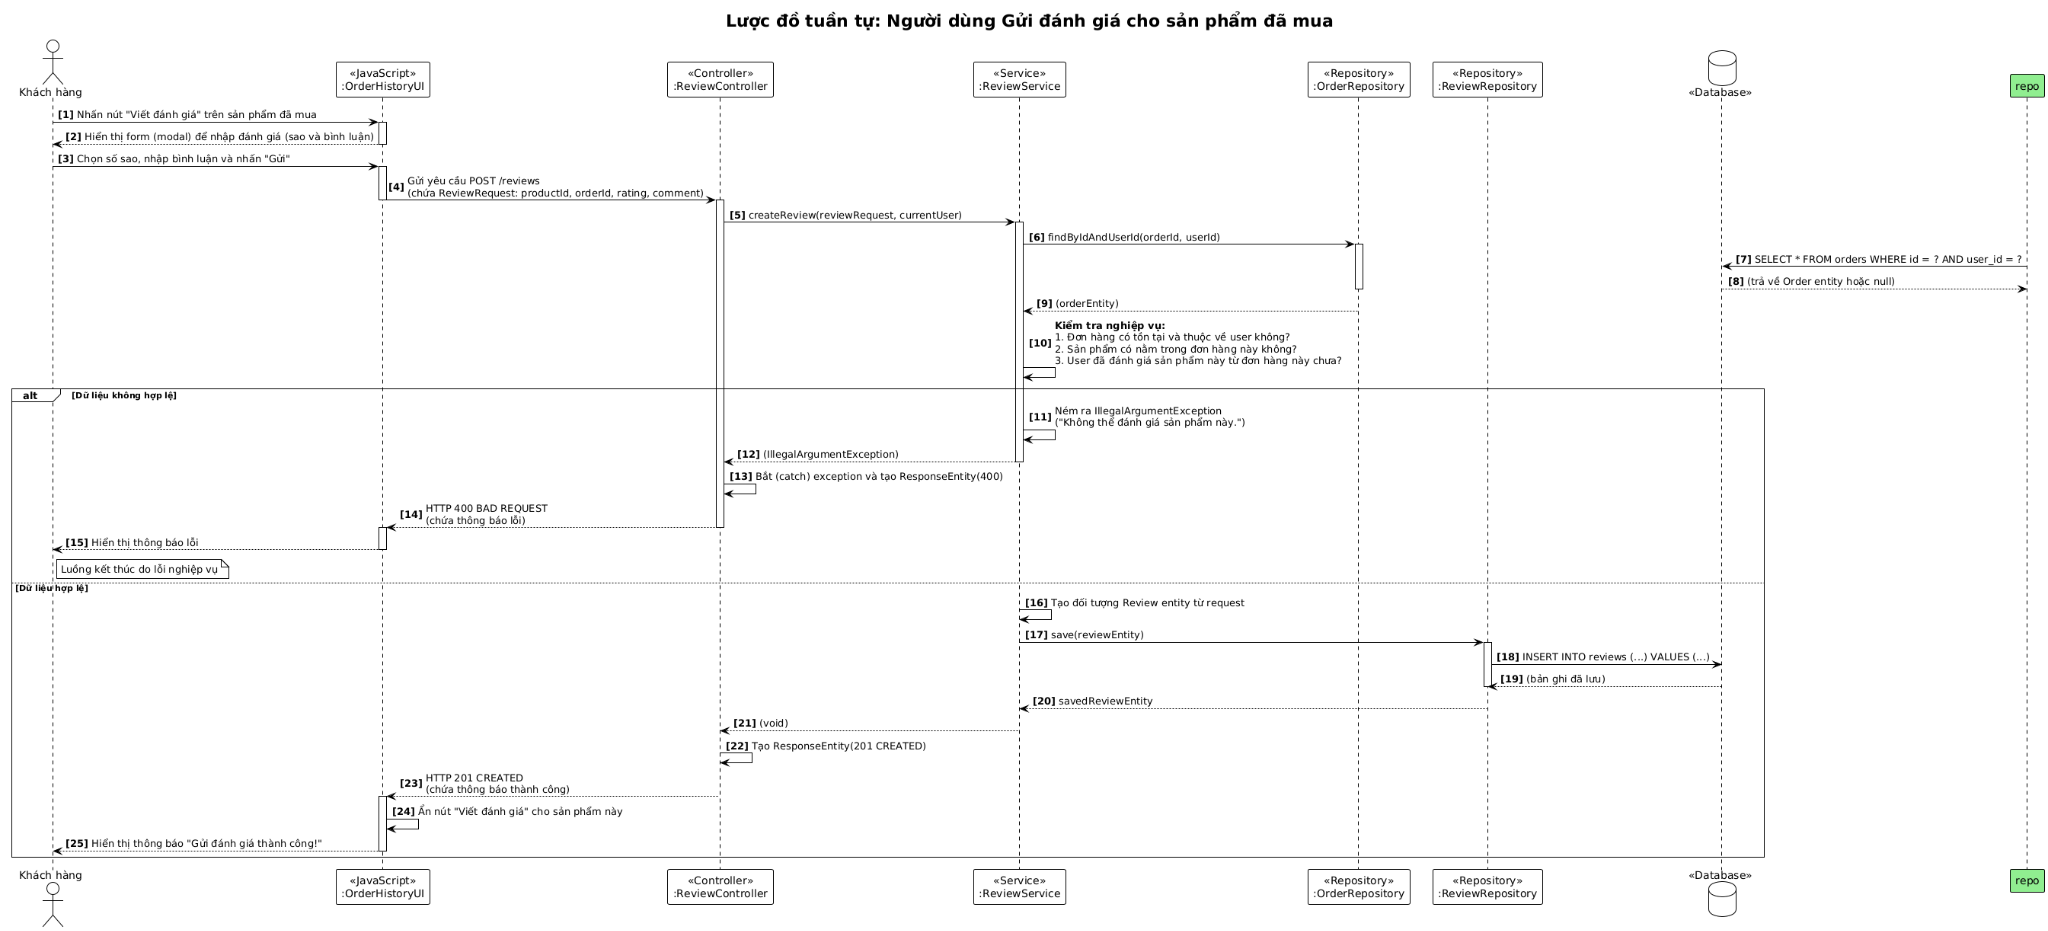 Lược đồ tuần tự: Người dùng Gửi đánh giá cho sản phẩm đã mua
Khách hàng
«JavaScript»
:OrderHistoryUI
«Controller»
:ReviewController
«Service»
:ReviewService
«Repository»
:OrderRepository
«Repository»
:ReviewRepository
«Database»
repo
[1] Nhấn nút "Viết đánh giá" trên sản phẩm đã mua
[2] Hiển thị form (modal) để nhập đánh giá (sao và bình luận)
[3] Chọn số sao, nhập bình luận và nhấn "Gửi"
[4] Gửi yêu cầu POST /reviews
(chứa ReviewRequest: productId, orderId, rating, comment)
[5] createReview(reviewRequest, currentUser)
[6] findByIdAndUserId(orderId, userId)
[7] SELECT * FROM orders WHERE id = ? AND user_id = ?
[8] (trả về Order entity hoặc null)
[9] (orderEntity)
[10] Kiểm tra nghiệp vụ:
1. Đơn hàng có tồn tại và thuộc về user không?
2. Sản phẩm có nằm trong đơn hàng này không?
3. User đã đánh giá sản phẩm này từ đơn hàng này chưa?
alt [Dữ liệu không hợp lệ]
[11] Ném ra IllegalArgumentException
("Không thể đánh giá sản phẩm này.")
[12] (IllegalArgumentException)
[13] Bắt (catch) exception và tạo ResponseEntity(400)
[14] HTTP 400 BAD REQUEST
(chứa thông báo lỗi)
[15] Hiển thị thông báo lỗi
Luồng kết thúc do lỗi nghiệp vụ
[Dữ liệu hợp lệ]
[16] Tạo đối tượng Review entity từ request
[17] save(reviewEntity)
[18] INSERT INTO reviews (...) VALUES (...)
[19] (bản ghi đã lưu)
[20] savedReviewEntity
[21] (void)
[22] Tạo ResponseEntity(201 CREATED)
[23] HTTP 201 CREATED
(chứa thông báo thành công)
[24] Ẩn nút "Viết đánh giá" cho sản phẩm này
[25] Hiển thị thông báo "Gửi đánh giá thành công!"
Khách hàng
«JavaScript»
:OrderHistoryUI
«Controller»
:ReviewController
«Service»
:ReviewService
«Repository»
:OrderRepository
«Repository»
:ReviewRepository
«Database»
repo